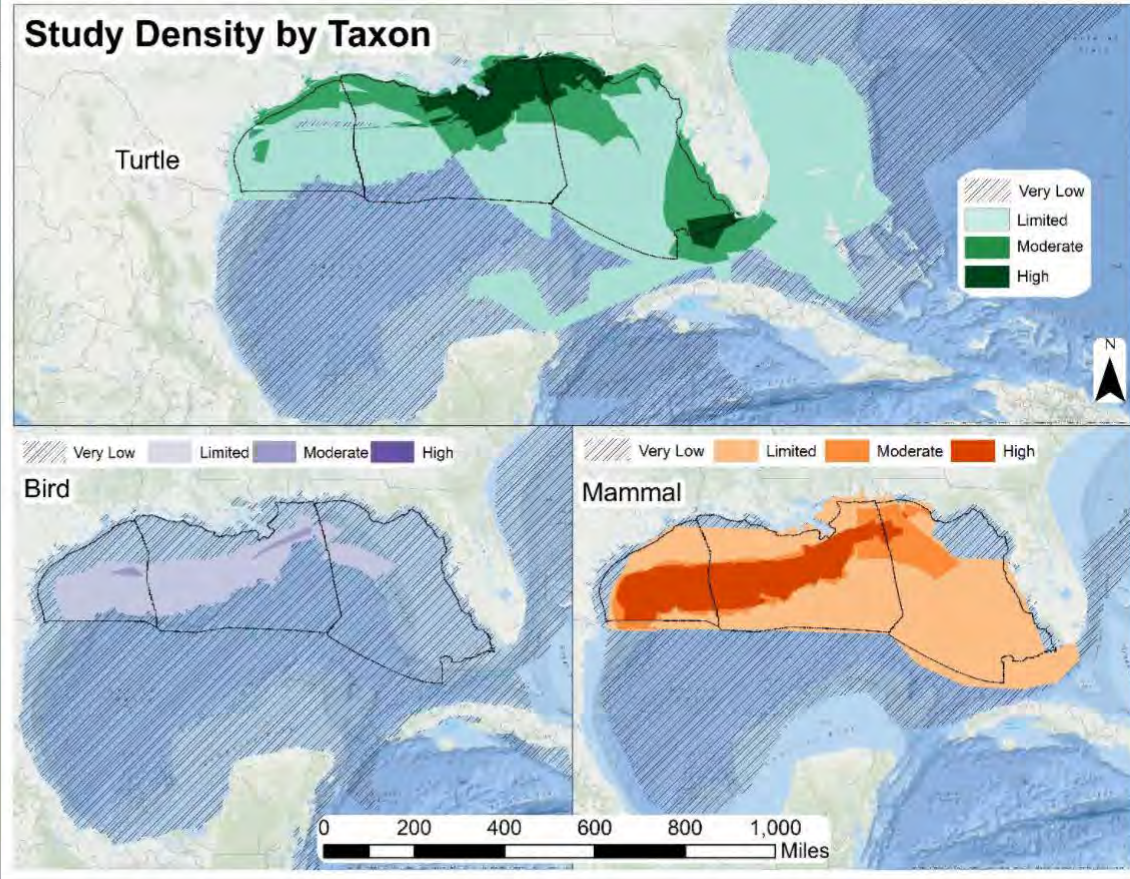 Study Density by Taxon
Turtle
Very Low
Limited
Moderate
High
N
Very Low Limited Moderate High
Bird
Very Low Limited Moderate High
Mammal
0 200 400 600 800 1,000
Miles